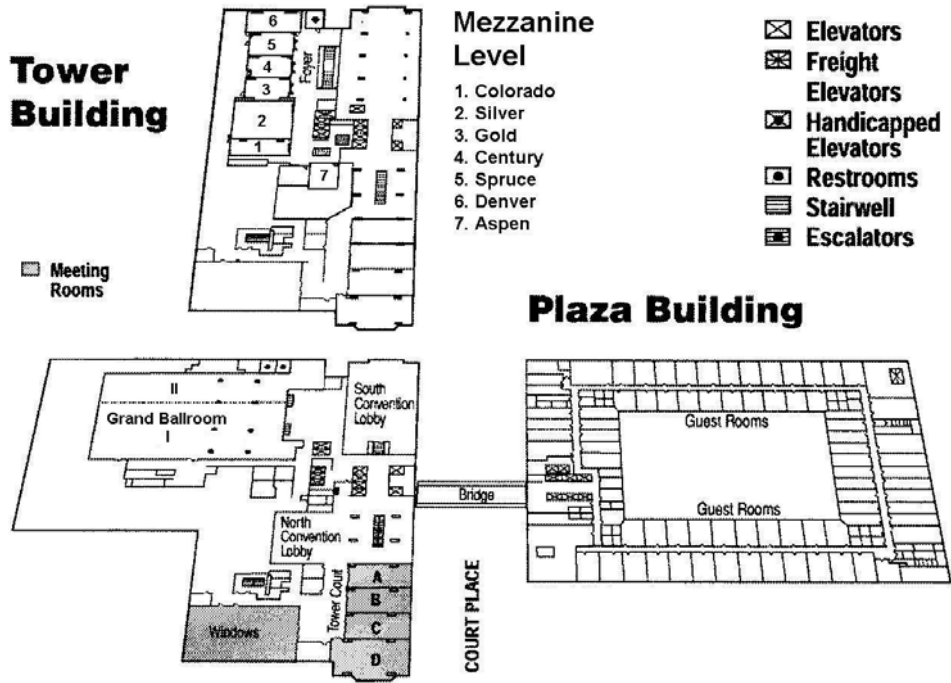 Tower
Building
Mezzanine
Level
1. Colorado
2. Silver
3. Gold
4. Century
5. Spruce
6. Denver
7. Aspen
Elevators
Freight
Elevators
Handicapped
Elevators
Restrooms
Stairwell
Escalators
6
5
4
3
2
1
Foyer
7
Meeting
Rooms
Plaza Building
II
Grand Ballroom
I
South
Convention
Lobby
North
Convention
Lobby
Bridge
Guest Rooms
Guest Rooms
Tower Court
A
B
C
D
Windows
COURT PLACE